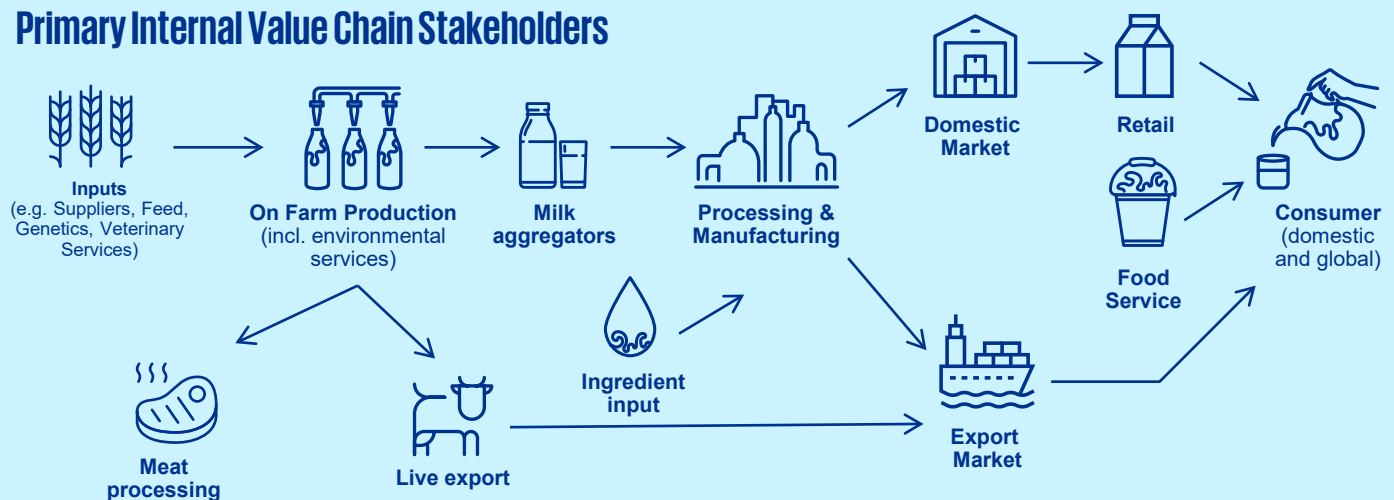 Primary Internal Value Chain Stakeholders
Inputs
(e.g. Suppliers, Feed,
Genetics, Veterinary
Services)
On Farm Production
(incl. environmental
services)
Milk
aggregators
Processing &
Manufacturing
Domestic
Market
Retail
Food
Service
Consumer
(domestic
and global)
Ingredient
input
Meat
processing
Live export
Export
Market